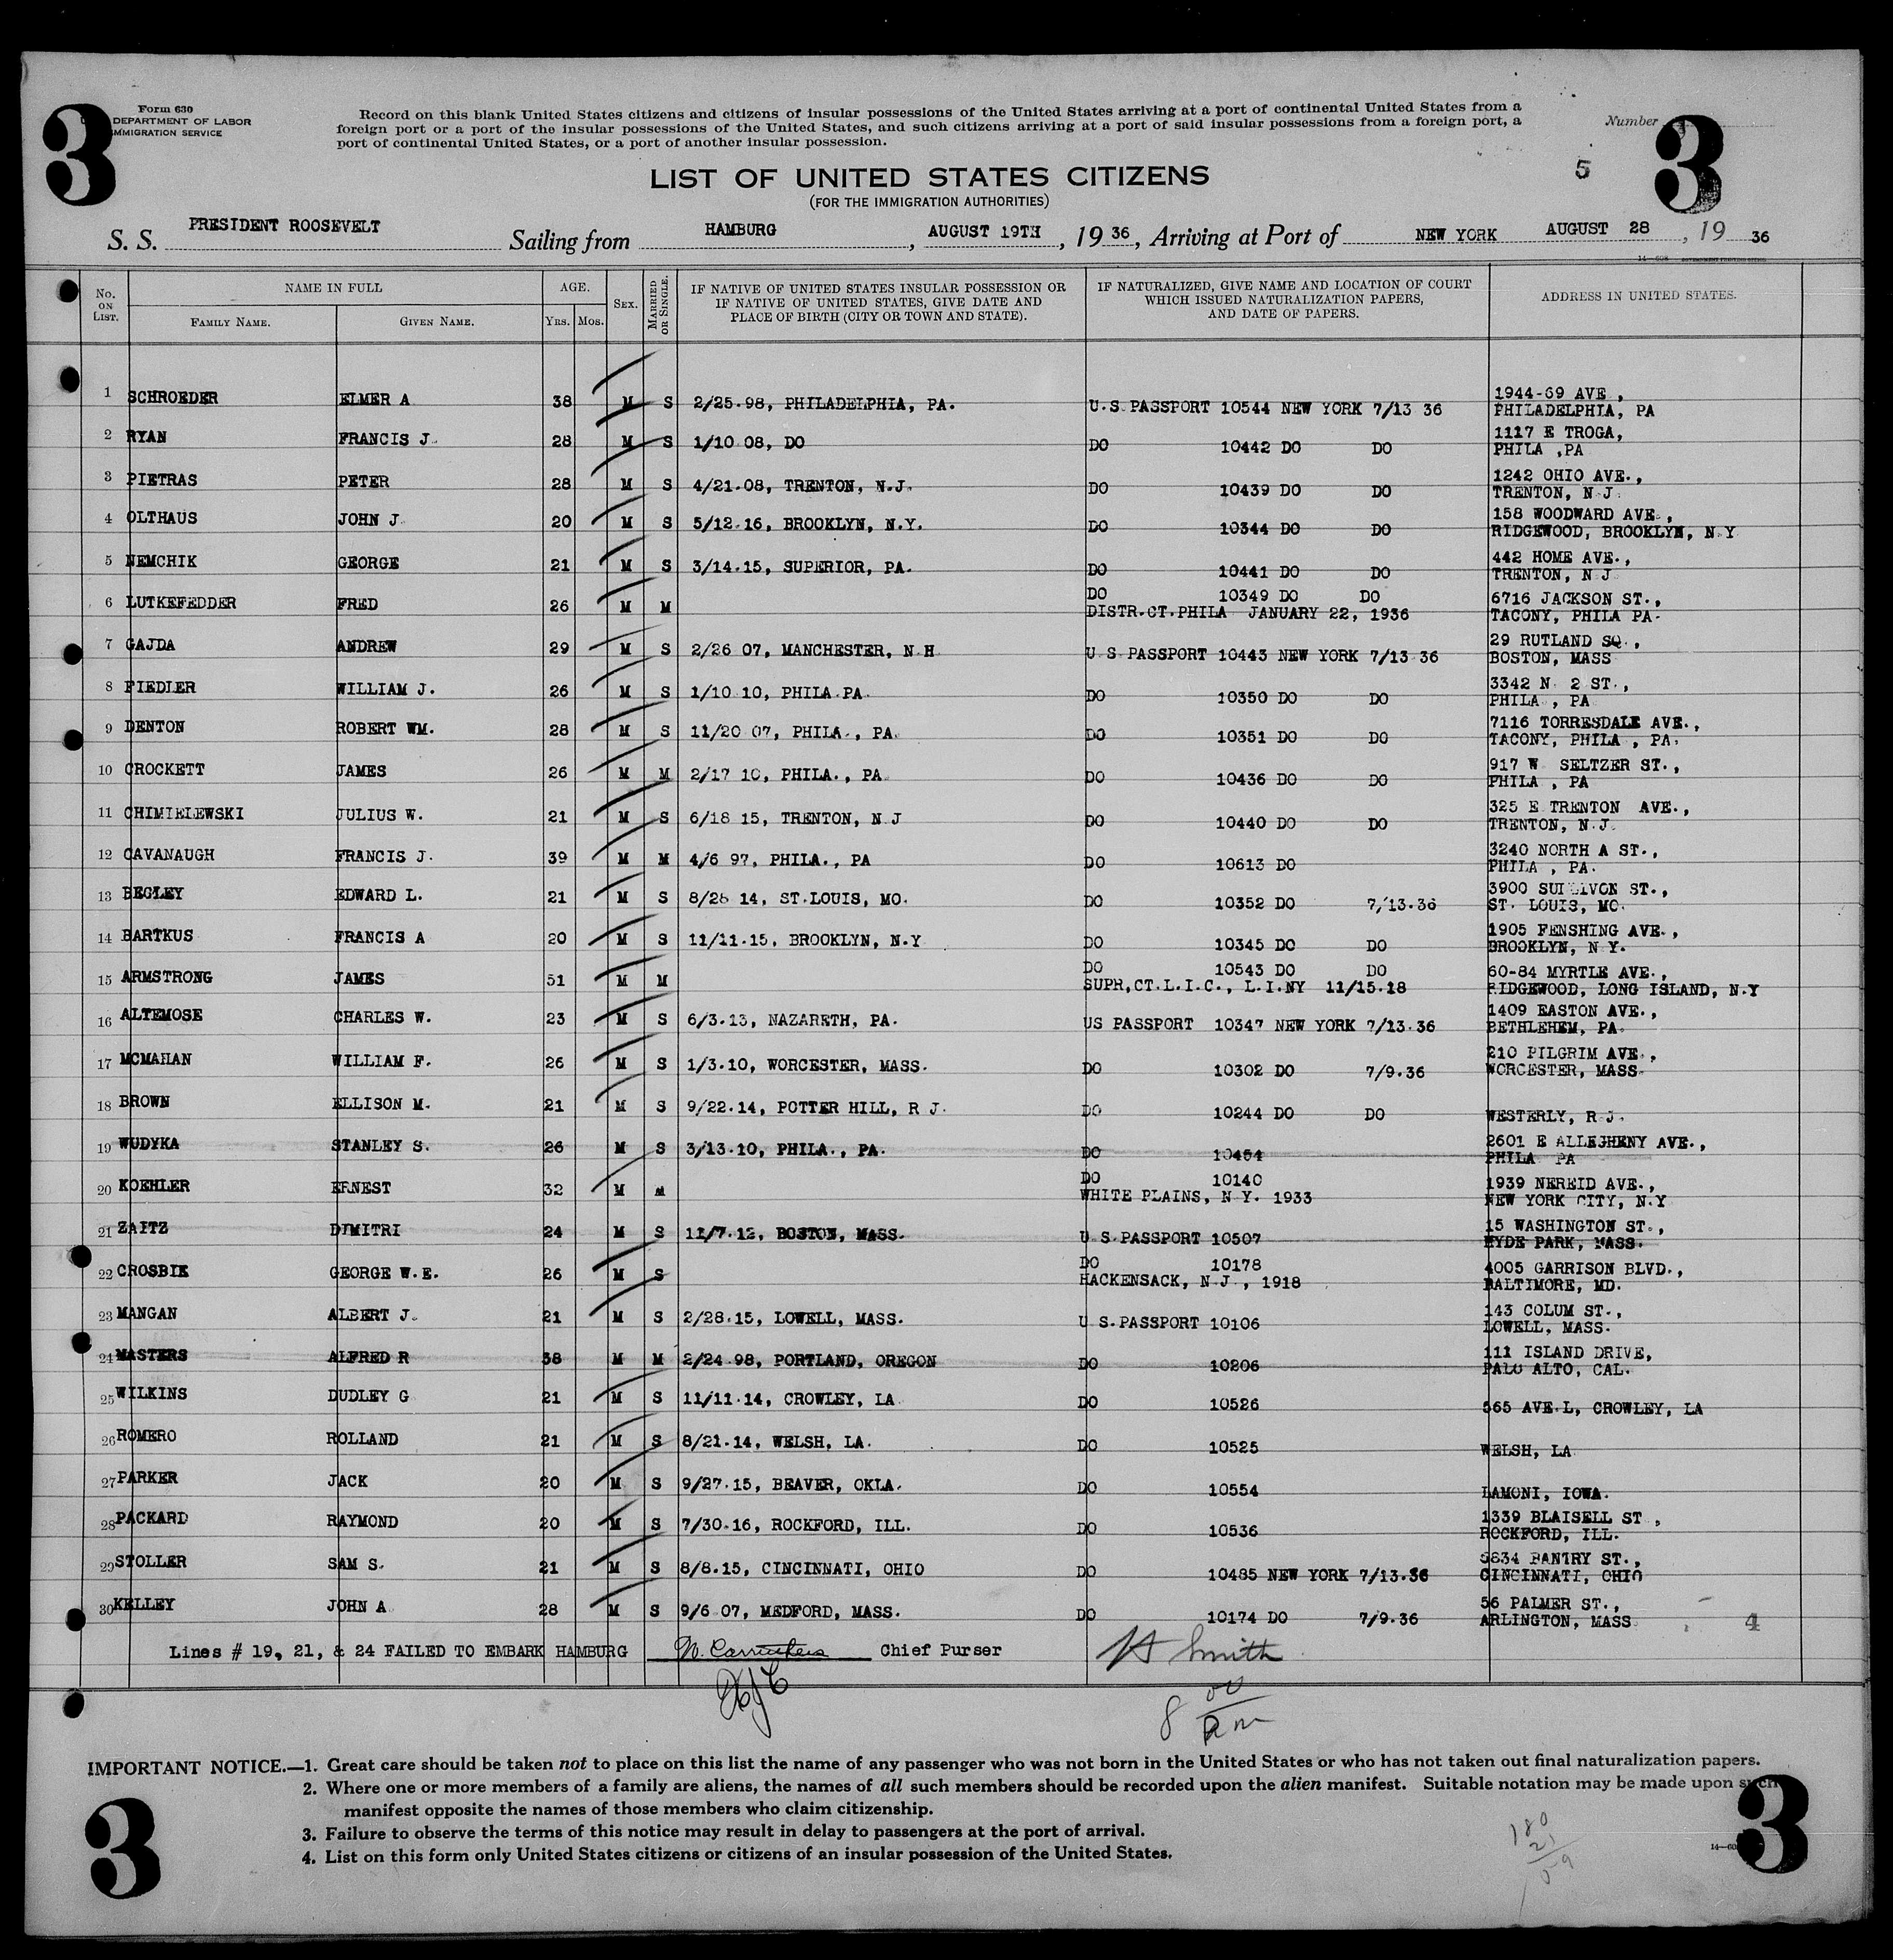 3
Form 630
DEPARTMENT OF LABOR
IMMIGRATION SERVICE
Record on this blank United States citizens and citizens of insular possessions of the United States arriving at a port of continental United States from a
foreign port or a port of the insular possessions of the United States, and such citizens arriving at a port of said insular possessions from a foreign port, a
port of continental United States, or a port of another insular possession.
Number
3
5
LIST OF UNITED STATES CITIZENS
(FOR THE IMMIGRATION AUTHORITIES)
S. S. PRESIDENT ROOSEVELT Sailing from HAMBURG, AUGUST 19TH, 19 36, Arriving at Port of NEW YORK AUGUST 28, 19 36
No. ON LIST. NAME IN FULL FAMILY NAME. GIVEN NAME. AGE. YRS. MOS. SEX. MARRIED OR SINGLE. IF NATIVE OF UNITED STATES INSULAR POSSESSION OR IF NATIVE OF UNITED STATES, GIVE DATE AND PLACE OF BIRTH (CITY OR TOWN AND STATE). IF NATURALIZED, GIVE NAME AND LOCATION OF COURT WHICH ISSUED NATURALIZATION PAPERS, AND DATE OF PAPERS. ADDRESS IN UNITED STATES.
1 SCHROEDER ELMER A 38 M S 2/25.98, PHILADELPHIA, PA. U.S.PASSPORT 10544 NEW YORK 7/13 36 1944-69 AVE ,
PHILADELPHIA, PA
2 RYAN FRANCIS J. 28 M S 1/10 08, DO DO 10442 DO DO 1117 E TROGA,
PHILA ,PA
3 PIETRAS PETER 28 M S 4/21.08, TRENTON, N.J. DO 10439 DO DO 1242 OHIO AVE.,
TRENTON, N J.
4 OLTHAUS JOHN J 20 M S 5/12.16, BROOKLYN, N.Y. DO 10344 DO DO 158 WOODWARD AVE.,
RIDGEWOOD, BROOKLYN, N.Y
5 NEMCHIK GEORGE 21 M S 3/14.15, SUPERIOR, PA. DO 10441 DO DO 442 HOME AVE.,
TRENTON, N J
6 LUTKEFEDDER FRED 26 M M DO 10349 DO DO 6716 JACKSON ST.,
DISTR.CT.PHILA JANUARY 22, 1936 TACONY, PHILA PA.
7 GAJDA ANDREW 29 M S 2/26 07, MANCHESTER, N H U S PASSPORT 10443 NEW YORK 7/13 36 29 RUTLAND SQ.,
BOSTON, MASS
8 FIEDLER WILLIAM J. 26 M S 1/10 10, PHILA.PA. DO 10350 DO DO 3342 N. 2 ST.,
PHILA , PA
9 DENTON ROBERT WM. 28 M S 11/20 07, PHILA., PA. DO 10351 DO DO 7116 TORRESDALE AVE.,
TACONY, PHILA , PA.
10 CROCKETT JAMES 26 M M 2/17 10, PHILA., PA DO 10436 DO DO 917 W SELTZER ST.,
PHILA , PA
11 CHIMIELEWSKI JULIUS W. 21 M S 6/18 15, TRENTON, N.J DO 10440 DO DO 325 E TRENTON AVE.,
TRENTON, N.J.
12 CAVANAUGH FRANCIS J. 39 M M 4/6 97, PHILA., PA DO 10613 DO 3240 NORTH A ST.,
PHILA , PA.
13 BEGLEY EDWARD L. 21 M S 8/28 14, ST.LOUIS, MO. DO 10352 DO 7/13.36 3900 ST.,
ST. LOUIS, MO.
14 BARTKUS FRANCIS A 20 M S 11/11.15, BROOKLYN, N.Y DO 10345 DO DO 1905 FENSHING AVE.,
BROOKLYN, N Y.
15 ARMSTRONG JAMES 51 M M DO 10543 DO DO 60-84 MYRTLE AVE.,
SUPR,CT.L.I.C., L.I.NY 11/15.18 RIDGEWOOD, LONG ISLAND, N.Y
16 ALTEMOSE CHARLES W. 23 M S 6/3.13, NAZARETH, PA. US PASSPORT 10347 NEW YORK 7/13.36 1409 EASTON AVE.,
BETHLEHEM, PA.
17 MCMAHAN WILLIAM F. 26 M S 1/3.10, WORCESTER, MASS. DO 10302 DO 7/9.36 210 PILGRIM AVE.,
WORCESTER, MASS.
18 BROWN ELLISON M. 21 M S 9/22.14, POTTER HILL, R J. DO 10244 DO DO WESTERLY, R J.
19 WUDYKA STANLEY S. 26 M S 3/13.10, PHILA., PA. DO 10454 2601 E ALLEGHENY AVE.,
PHILA PA
20 KOEHLER ERNEST 32 M M DO 10140 1939 NEREID AVE.,
WHITE PLAINS, N Y. 1933 NEW YORK CITY, N.Y
21 ZAITZ DIMITRI 24 M S 11/7.12, BOSTON, MASS. U S.PASSPORT 10507 15 WASHINGTON ST.,
HYDE PARK, MASS.
22 CROSBIE GEORGE W.E. 26 M S DO 10178 4005 GARRISON BLVD.,
HACKENSACK, N.J., 1918 BALTIMORE, MD.
23 MANGAN ALBERT J. 21 M S 2/28.15, LOWELL, MASS. U S.PASSPORT 10106 143 COLUM ST.,
LOWELL, MASS.
24 MASTERS ALFRED R 38 M M 2/24 98, PORTLAND, OREGON DO 10206 111 ISLAND DRIVE,
PALO ALTO, CAL.
25 WILKINS DUDLEY G 21 M S 11/11.14, CROWLEY, LA DO 10526 565 AVE.L, CROWLEY, LA
26 ROMERO ROLLAND 21 M S 8/21.14, WELSH, LA. DO 10525 WELSH, LA
27 PARKER JACK 20 M S 9/27.15, BEAVER, OKLA. DO 10554 LAMONI, IOWA.
28 PACKARD RAYMOND 20 M S 7/30.16, ROCKFORD, ILL. DO 10536 1339 BLAISELL ST ,
ROCKFORD, ILL.
29 STOLLER SAM S. 21 M S 8/8.15, CINCINNATI, OHIO DO 10485 NEW YORK 7/13.36 ST.,
CINCINNATI, OHIO
30 KELLEY JOHN A 28 M S 9/6 07, MEDFORD, MASS. DO 10174 DO 7/9.36 56 PALMER ST.,
ARLINGTON, MASS
4
Lines # 19, 21, & 24 FAILED TO EMBARK HAMBURG W. Carruthers Chief Purser H Smith
8 00
am
IMPORTANT NOTICE.—1. Great care should be taken not to place on this list the name of any passenger who was not born in the United States or who has not taken out final naturalization papers.
2. Where one or more members of a family are aliens, the names of all such members should be recorded upon the alien manifest. Suitable notation may be made upon such
manifest opposite the names of those members who claim citizenship.
3. Failure to observe the terms of this notice may result in delay to passengers at the port of arrival.
4. List on this form only United States citizens or citizens of an insular possession of the United States.
3
180
21
3